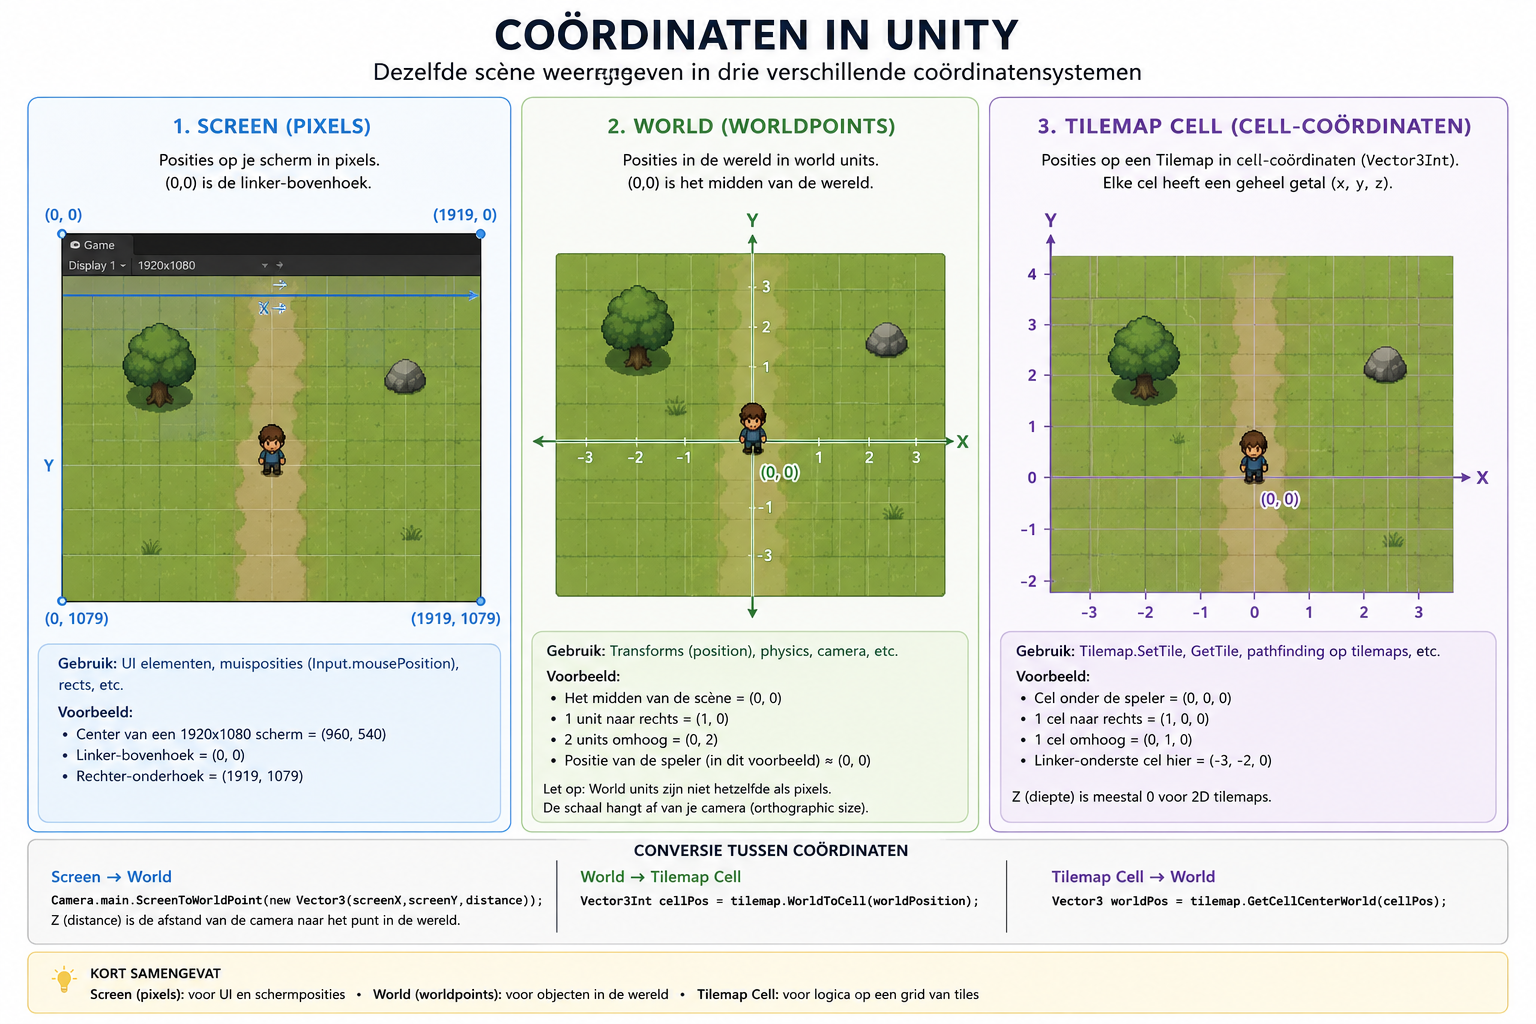 COÖRDINATEN IN UNITY
Dezelfde scène weergegeven in drie verschillende coördinatensystemen
1. SCREEN (PIXELS)
Posities op je scherm in pixels.
(0,0) is de linker-bovenhoek.
(0, 0)
(1919, 0)
Game
Display 1
1920x1080
X
Y
(0, 1079)
(1919, 1079)
Gebruik: UI elementen, muisposities (Input.mousePosition),
rects, etc.
Voorbeeld:
• Center van een 1920x1080 scherm = (960, 540)
• Linker-bovenhoek = (0, 0)
• Rechter-onderhoek = (1919, 1079)
2. WORLD (WORLDPOINTS)
Posities in de wereld in world units.
(0,0) is het midden van de wereld.
Y
3
2
1
X
-3 -2 -1 1 2 3
(0, 0)
-1
-3
Gebruik: Transforms (position), physics, camera, etc.
Voorbeeld:
• Het midden van de scène = (0, 0)
• 1 unit naar rechts = (1, 0)
• 2 units omhoog = (0, 2)
• Positie van de speler (in dit voorbeeld) ≈ (0, 0)
Let op: World units zijn niet hetzelfde als pixels.
De schaal hangt af van je camera (orthographic size).
3. TILEMAP CELL (CELL-COÖRDINATEN)
Posities op een Tilemap in cell-coördinaten (Vector3Int).
Elke cel heeft een geheel getal (x, y, z).
Y
4
3
2
1
0
X
(0, 0)
-1
-2
-3 -2 -1 0 1 2 3
Gebruik: Tilemap.SetTile, GetTile, pathfinding op tilemaps, etc.
Voorbeeld:
• Cel onder de speler = (0, 0, 0)
• 1 cel naar rechts = (1, 0, 0)
• 1 cel omhoog = (0, 1, 0)
• Linker-onderste cel hier = (-3, -2, 0)
Z (diepte) is meestal 0 voor 2D tilemaps.
CONVERSIE TUSSEN COÖRDINATEN
Screen → World
Camera.main.ScreenToWorldPoint(new Vector3(screenX,screenY,distance));
Z (distance) is de afstand van de camera naar het punt in de wereld.
World → Tilemap Cell
Vector3Int cellPos = tilemap.WorldToCell(worldPosition);
Tilemap Cell → World
Vector3 worldPos = tilemap.GetCellCenterWorld(cellPos);
KORT SAMENGEVAT
Screen (pixels): voor UI en schermposities • World (worldpoints): voor objecten in de wereld • Tilemap Cell: voor logica op een grid van tiles